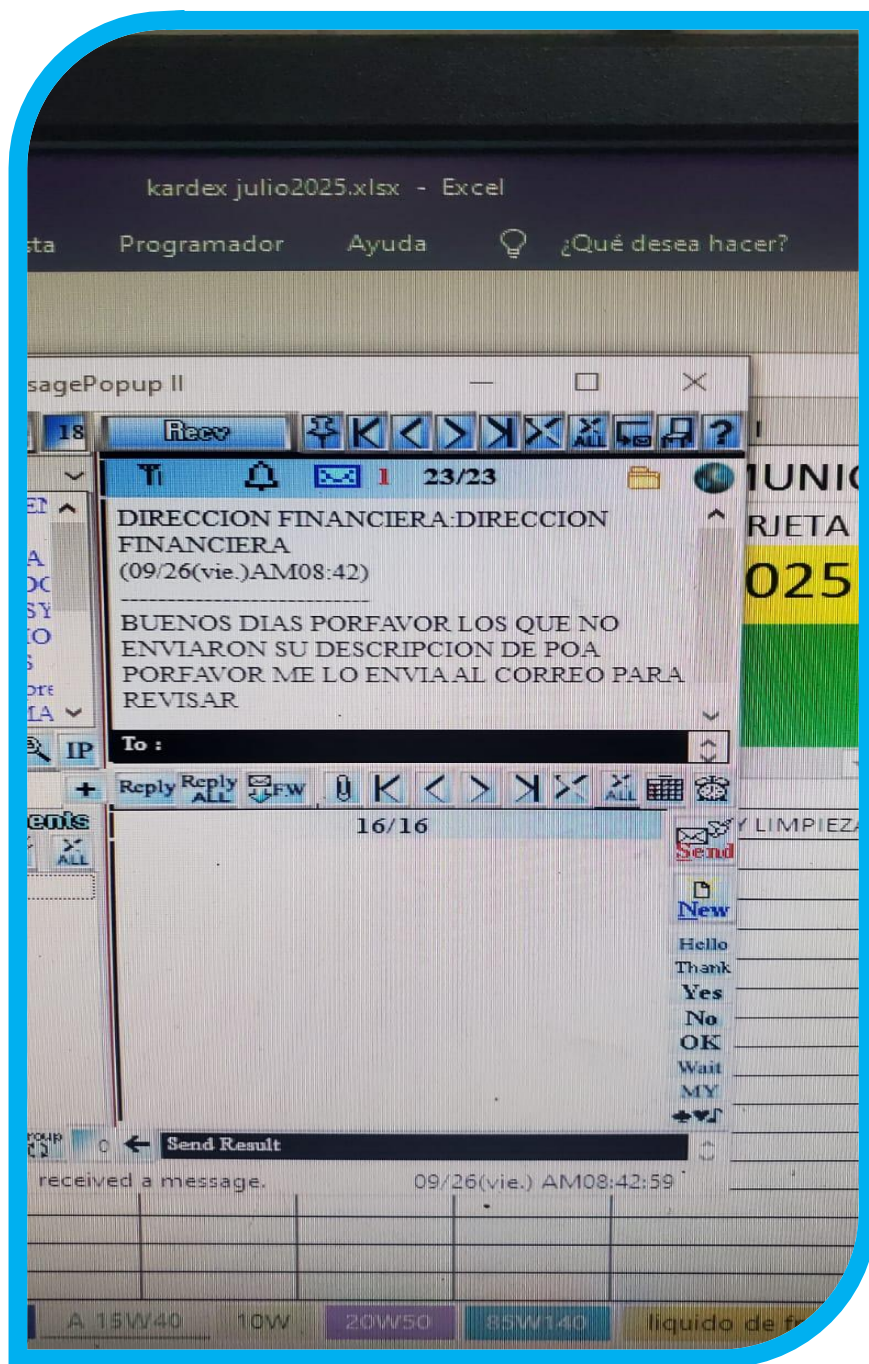 kardex julio2025.xlsx - Excel
Programador Ayuda ¿Qué desea hacer?
sagePopup II
18 Recv ALL ?
1 23/23
DIRECCION FINANCIERA:DIRECCION
FINANCIERA
(09/26(vie.)AM08:42)
------------------------------
BUENOS DIAS PORFAVOR LOS QUE NO
ENVIARON SU DESCRIPCION DE POA
PORFAVOR ME LO ENVIA AL CORREO PARA
REVISAR
RJETA
025
IP To :
+ Reply Reply ALL FW ALL
16/16
ALL
Send
Y LIMPIEZA
New
Hello
Thank
Yes
No
OK
Wait
MY
0 Send Result
received a message. 09/26(vie.) AM08:42:59
A 15W40 10W 20W50 85W140 liquido de